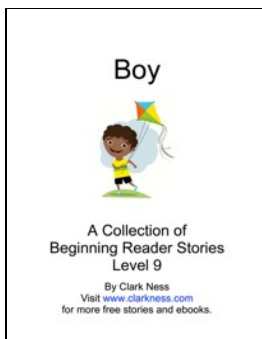 Boy
A Collection of
Beginning Reader Stories
Level 9
By Clark Ness
Visit www.clarkness.com
for more free stories and ebooks.